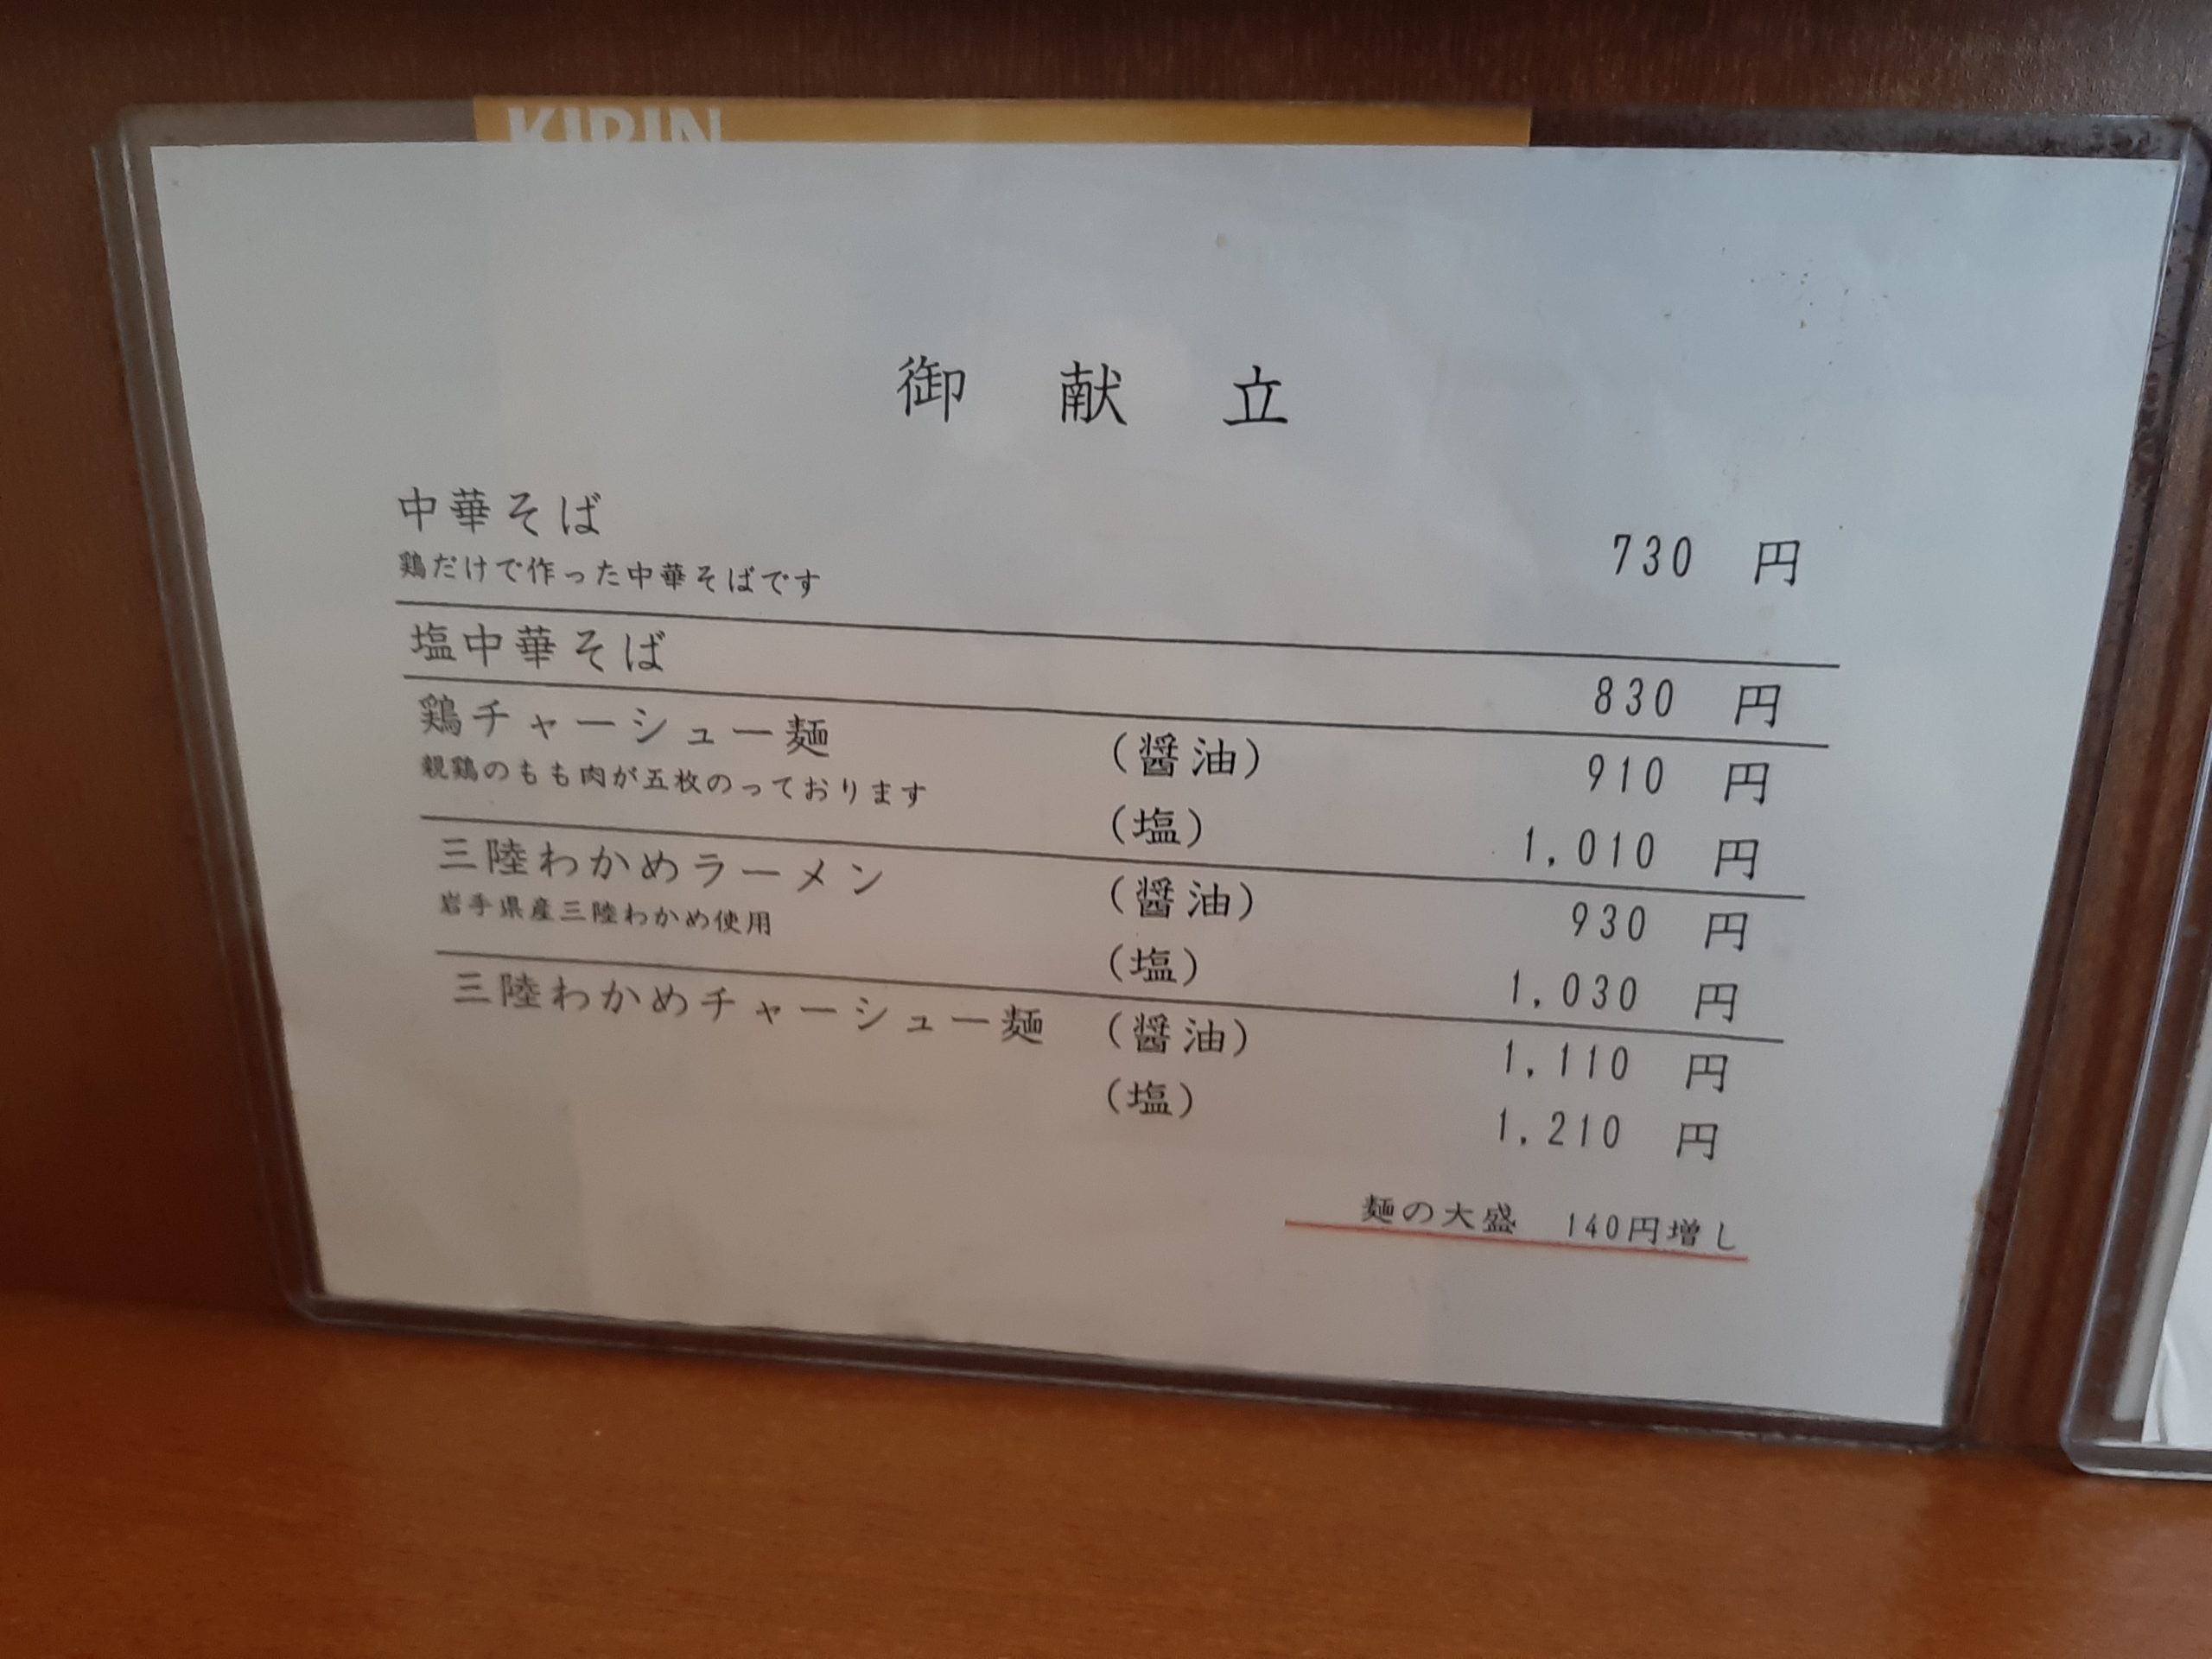 KIRIN
御献立
中華そば
鶏だけで作った中華そばです
730 円
塩中華そば 830 円
鶏チャーシュー麺 (醤油) 910 円
親鶏のもも肉が五枚のっております
(塩) 1,010 円
三陸わかめラーメン (醤油) 930 円
岩手県産三陸わかめ使用
(塩) 1,030 円
三陸わかめチャーシュー麺 (醤油) 1,110 円
(塩) 1,210 円
麺の大盛 140円増し